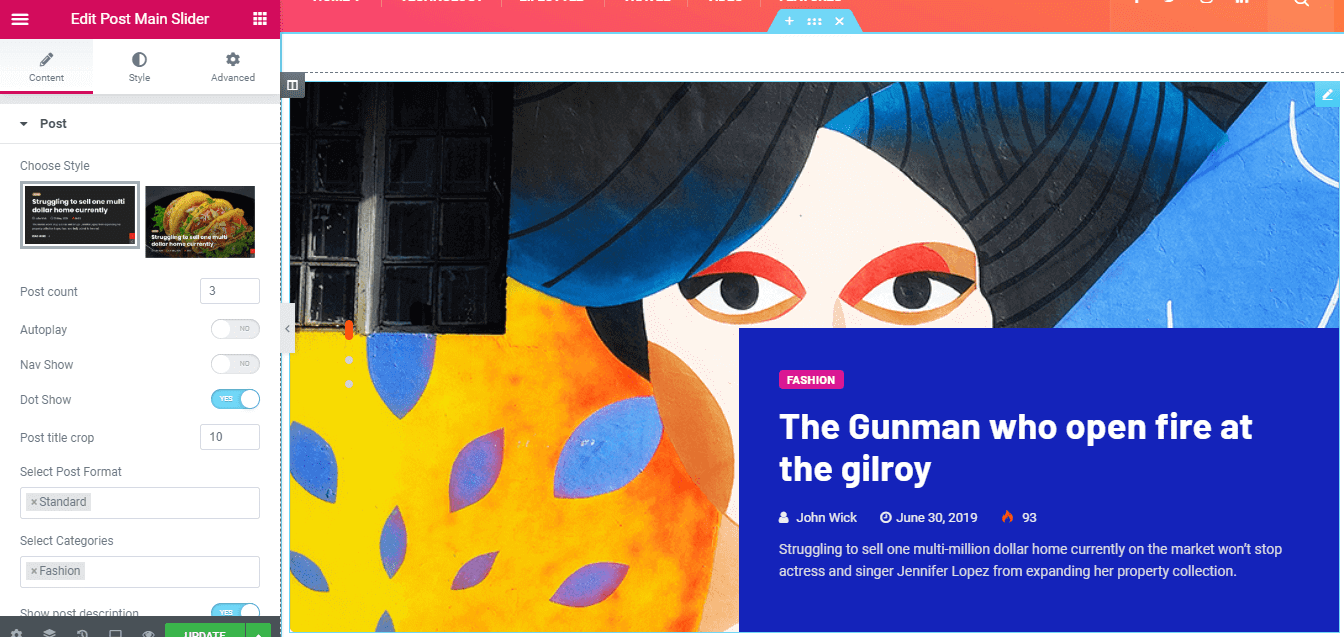 Edit Post Main Slider
Content
Style
Advanced
Post
Choose Style
Struggling to sell one multi
dollar home currently
Struggling to sell one multi
dollar home currently
Post count
3
Autoplay
NO
Nav Show
NO
Dot Show
YES
Post title crop
10
Select Post Format
×Standard
Select Categories
×Fashion
Show post description
YES
UPDATE
FASHION
The Gunman who open fire at
the gilroy
John Wick
June 30, 2019
93
Struggling to sell one multi-million dollar home currently on the market won't stop
actress and singer Jennifer Lopez from expanding her property collection.